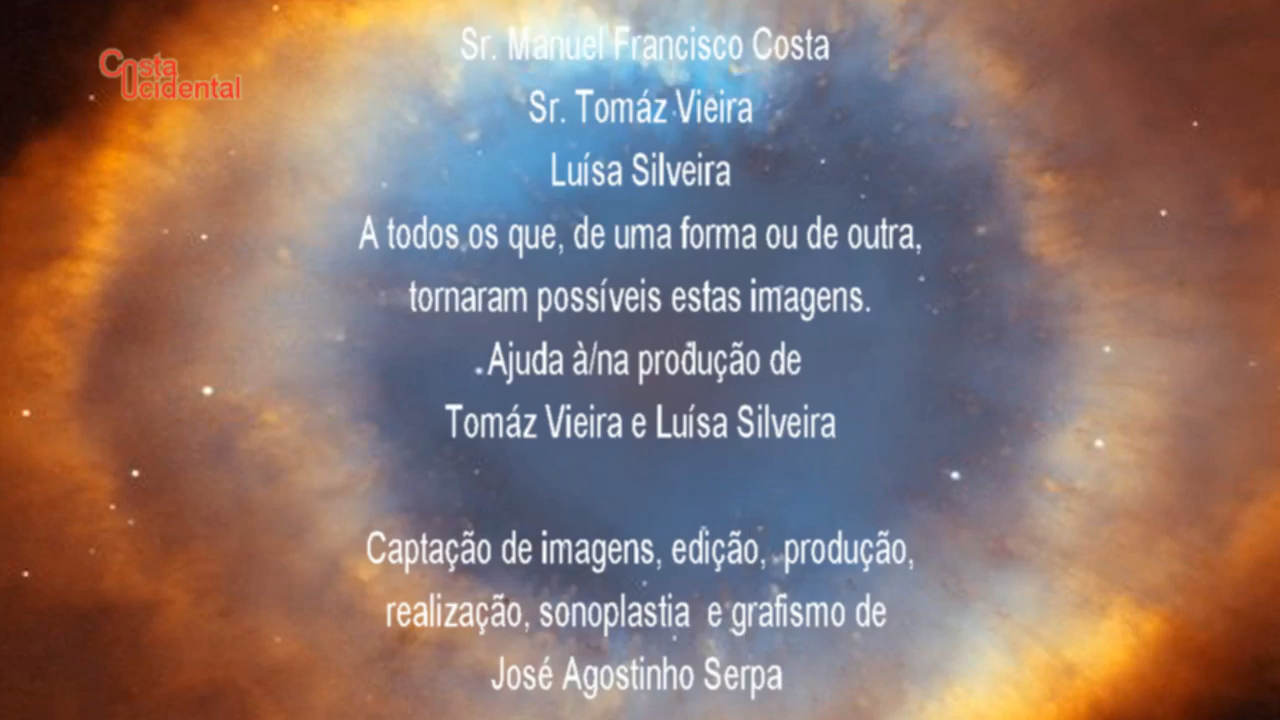 Costa
Ocidental
Sr. Manuel Francisco Costa
Sr. Tomáz Vieira
Luísa Silveira
A todos os que, de uma forma ou de outra,
tornaram possíveis estas imagens.
Ajuda à/na produção de
Tomáz Vieira e Luísa Silveira
Captação de imagens, edição, produção,
realização, sonoplastia e grafismo de
José Agostinho Serpa